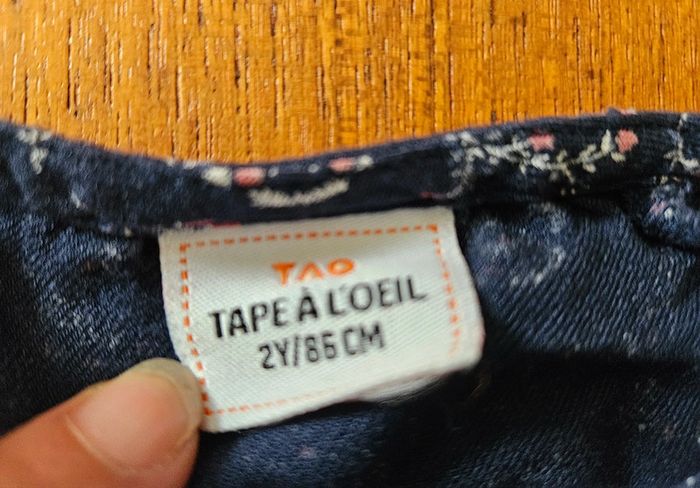 TAO
TAPE À L'OEIL
2Y/86 CM